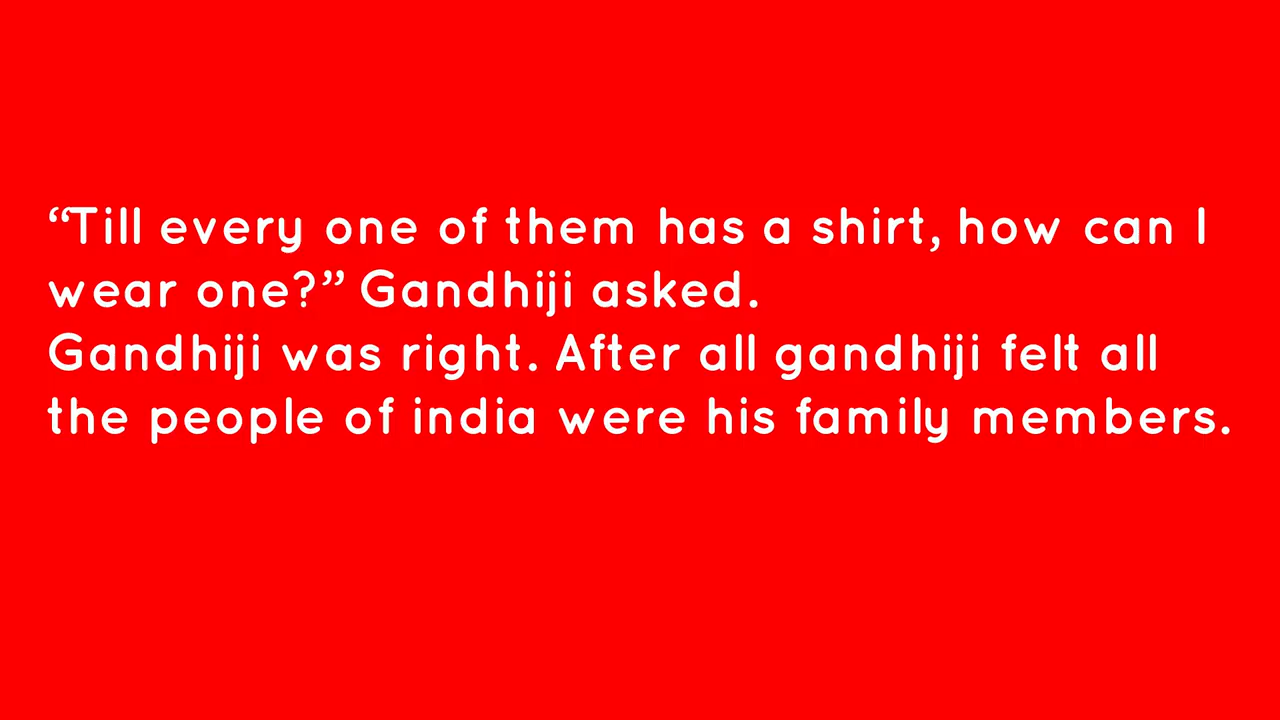 “Till every one of them has a shirt, how can I
wear one?” Gandhiji asked.
Gandhiji was right. After all gandhiji felt all
the people of india were his family members.